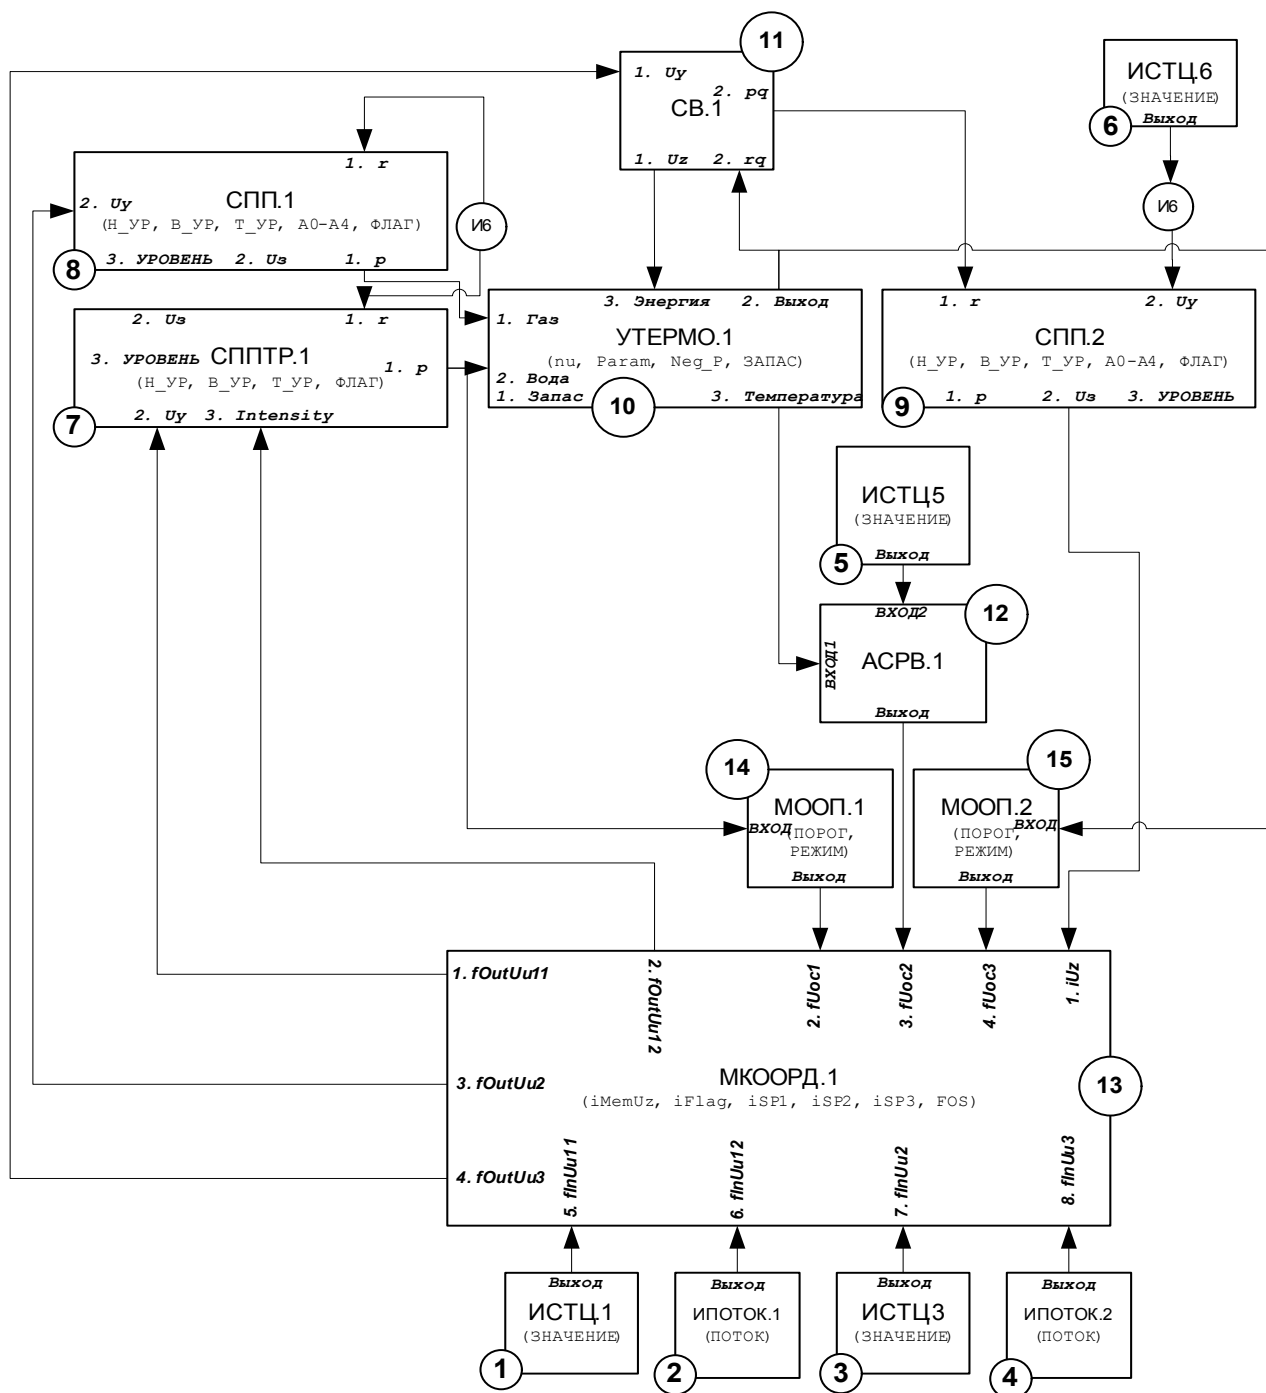 11
1. Uy
2. pq
СВ.1
1. Uz
2. rq
ИСТЦ.6
(ЗНАЧЕНИЕ)
Выход
6
И6
1. r
СПП.1
2. Uy
(Н_УР, В_УР, Т_УР, А0-А4, ФЛАГ)
3. УРОВЕНЬ
2. Uз
1. p
8
И6
2. Uз
1. r
СППТР.1
3. УРОВЕНЬ
1. p
(Н_УР, В_УР, Т_УР, ФЛАГ)
2. Uy
3. Intensity
7
3. Энергия
2. Выход
1. Газ
УТЕРМО.1
(nu, Param, Neg_P, ЗАПАС)
2. Вода
1. Запас
3. Температура
10
1. r
2. Uy
СПП.2
(Н_УР, В_УР, Т_УР, А0-А4, ФЛАГ)
1. p
2. Uз
3. УРОВЕНЬ
9
ИСТЦ5
(ЗНАЧЕНИЕ)
Выход
5
12
ВХОД2
ВХОД1
АСРВ.1
Выход
14
МООП.1
ВХОД
(ПОРОГ,
РЕЖИМ)
Выход
15
МООП.2
ВХОД
(ПОРОГ,
РЕЖИМ)
Выход
1. fOutUu11
2. fOutUu12
2. fUoc1
3. fUoc2
4. fUoc3
1. iUz
3. fOutUu2
МКООРД.1
(iMemUz, iFlag, iSP1, iSP2, iSP3, FOS)
13
4. fOutUu3
5. fInUu11
6. fInUu12
7. fInUu2
8. fInUu3
Выход
ИСТЦ.1
(ЗНАЧЕНИЕ)
1
Выход
ИПОТОК.1
(ПОТОК)
2
Выход
ИСТЦ3
(ЗНАЧЕНИЕ)
3
Выход
ИПОТОК.2
(ПОТОК)
4